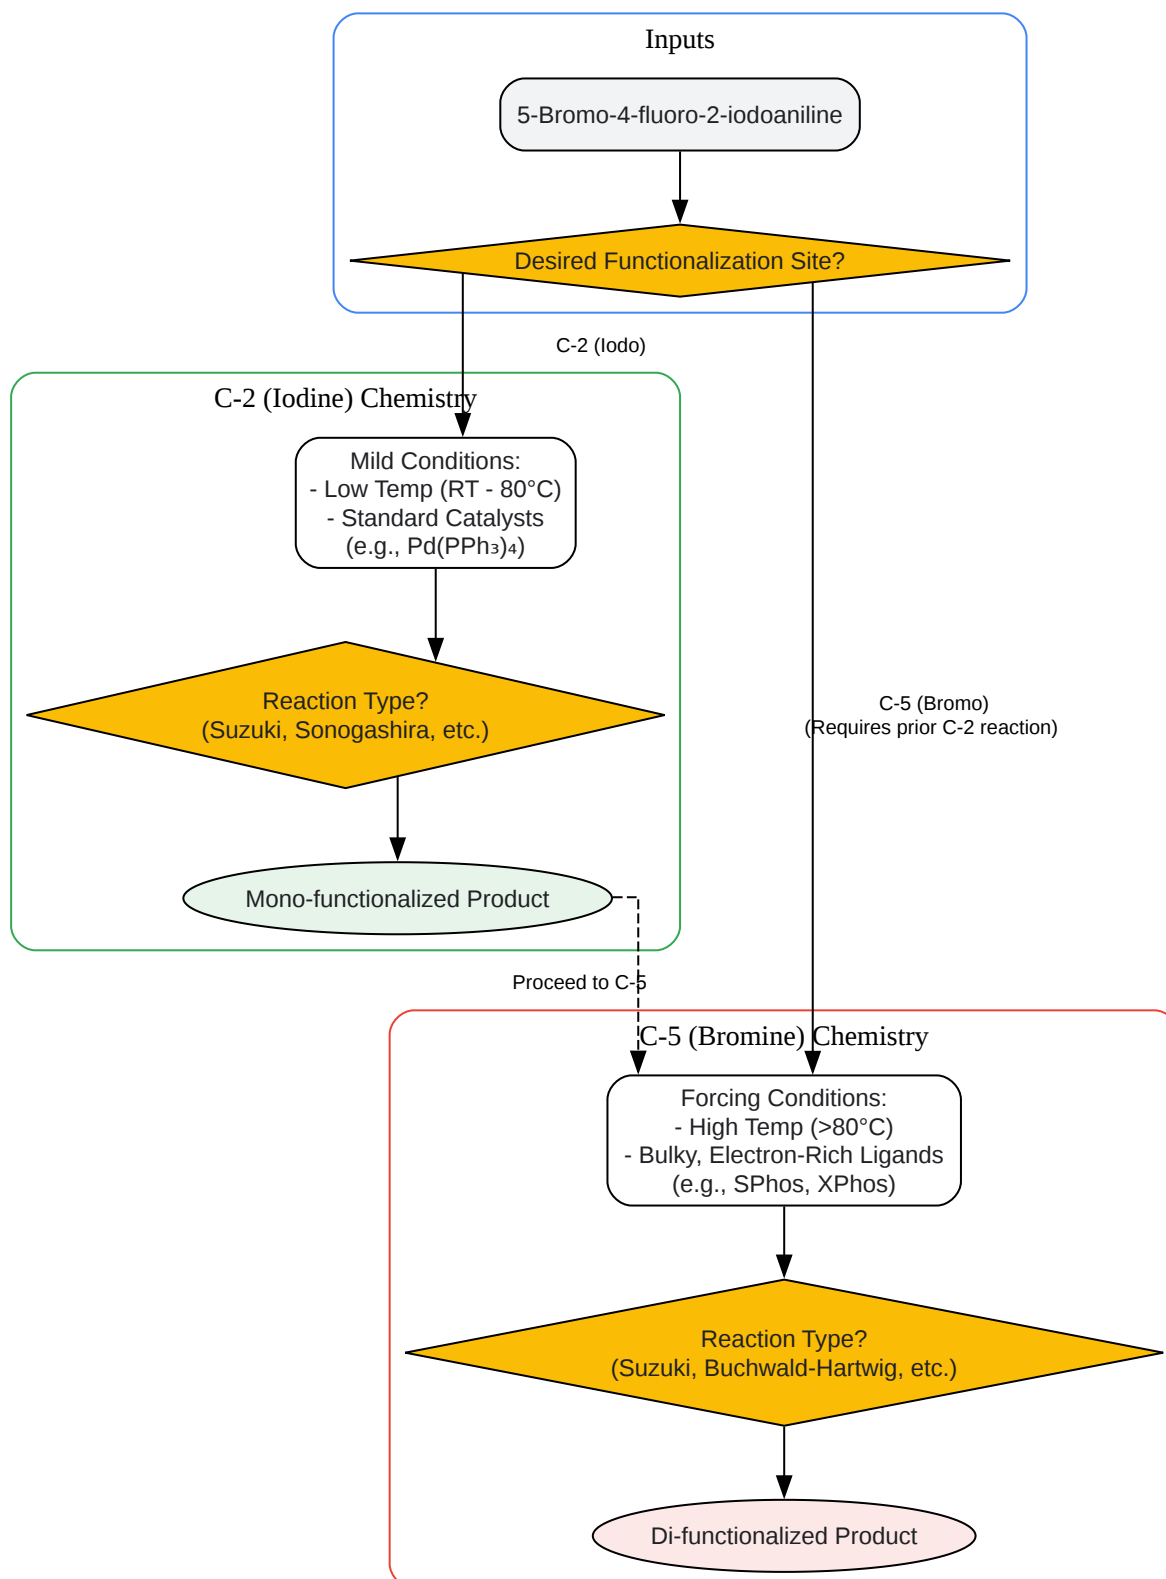 Inputs
5-Bromo-4-fluoro-2-iodoaniline
Desired Functionalization Site?
C-2 (Iodo)
C-2 (Iodine) Chemistry
Mild Conditions:
- Low Temp (RT - 80°C)
- Standard Catalysts
(e.g., Pd(PPh₃)₄)
Reaction Type?
(Suzuki, Sonogashira, etc.)
C-5 (Bromo)
(Requires prior C-2 reaction)
Mono-functionalized Product
Proceed to C-5
C-5 (Bromine) Chemistry
Forcing Conditions:
- High Temp (>80°C)
- Bulky, Electron-Rich Ligands
(e.g., SPhos, XPhos)
Reaction Type?
(Suzuki, Buchwald-Hartwig, etc.)
Di-functionalized Product